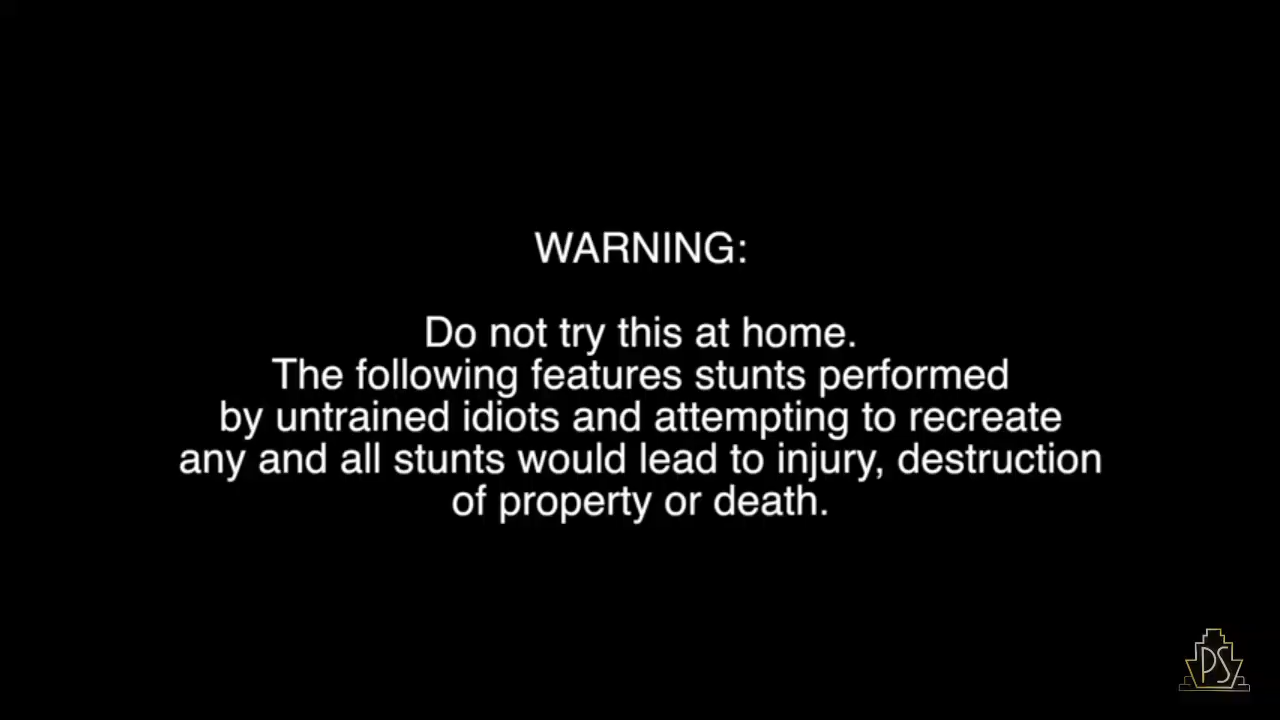 WARNING:
Do not try this at home.
The following features stunts performed
by untrained idiots and attempting to recreate
any and all stunts would lead to injury, destruction
of property or death.
PS